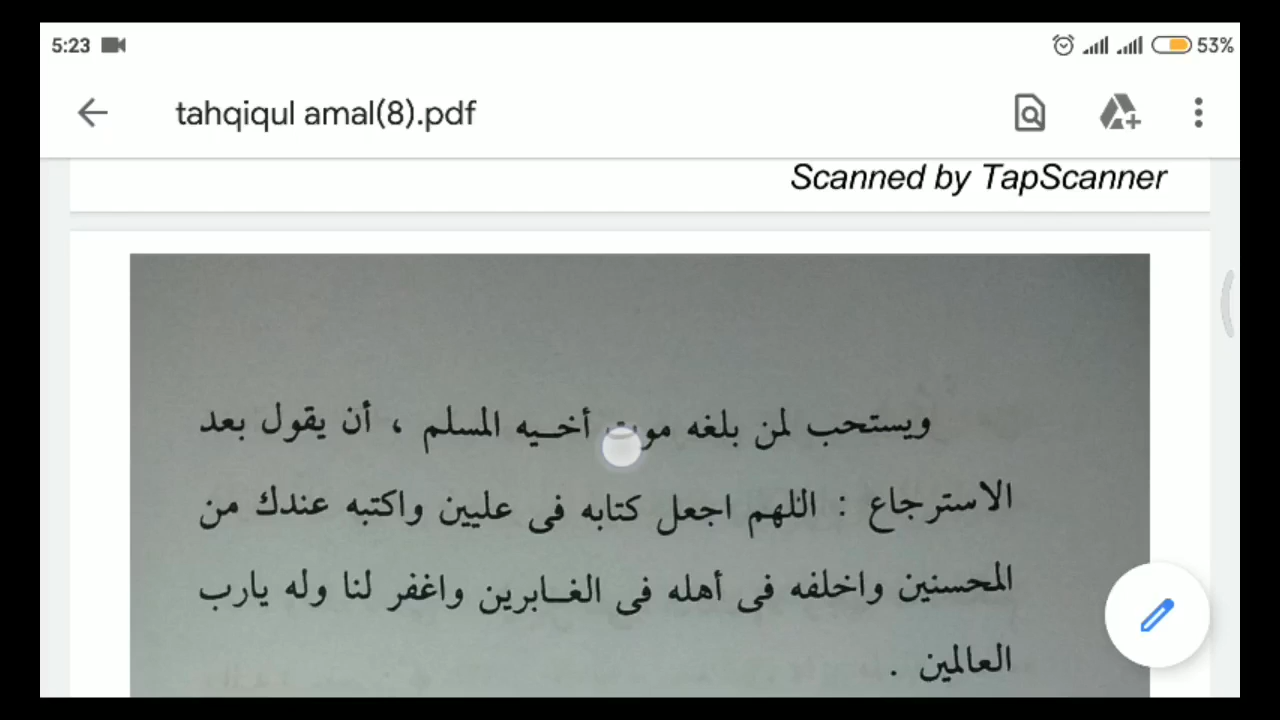 5:23
53%
tahqiqul amal(8).pdf
Scanned by TapScanner
ويستحب لمن بلغه موت أخيه المسلم ، أن يقول بعد
الاسترجاع : اللهم اجعل كتابه فى عليين واكتبه عندك من
المحسنين واخلفه فى أهله فى الغابرين واغفر لنا وله يارب
العالمين .